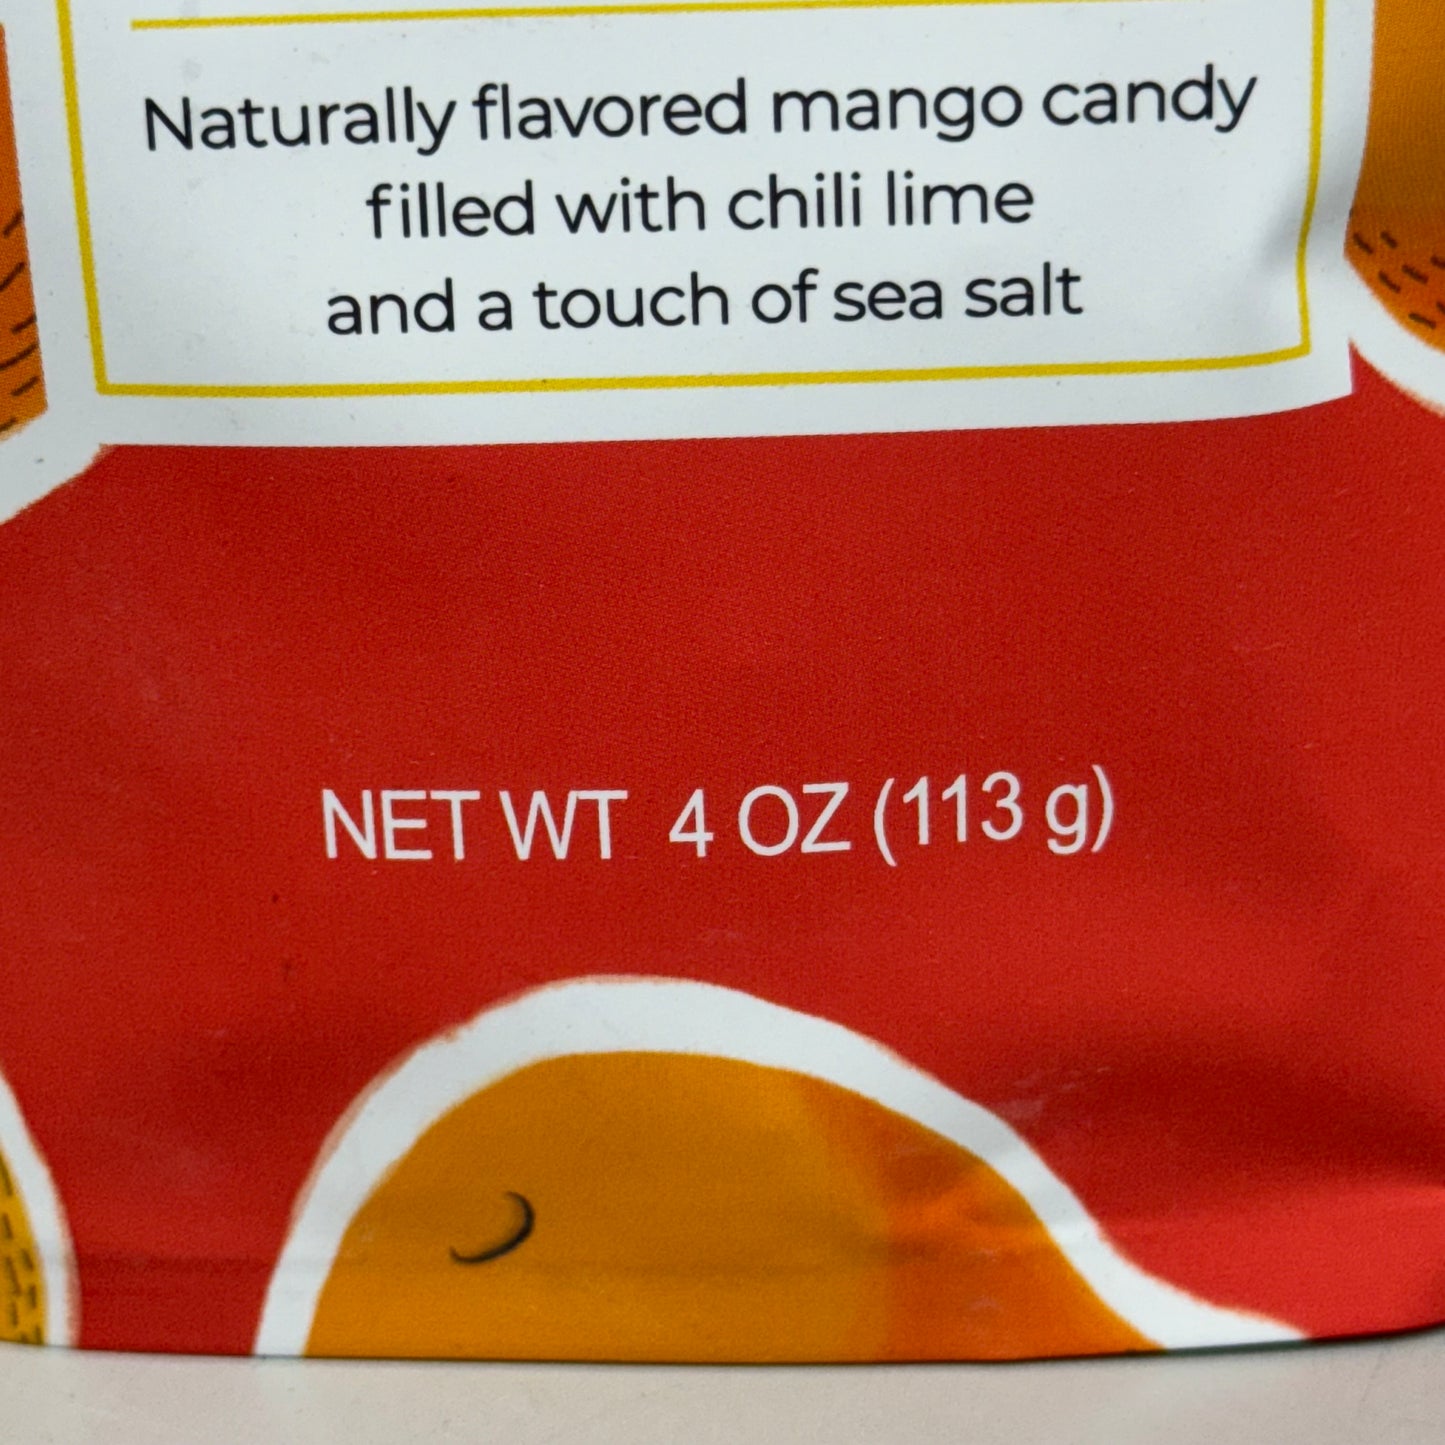 Naturally flavored mango candy
filled with chili lime
and a touch of sea salt
NET WT 4 OZ (113 g)